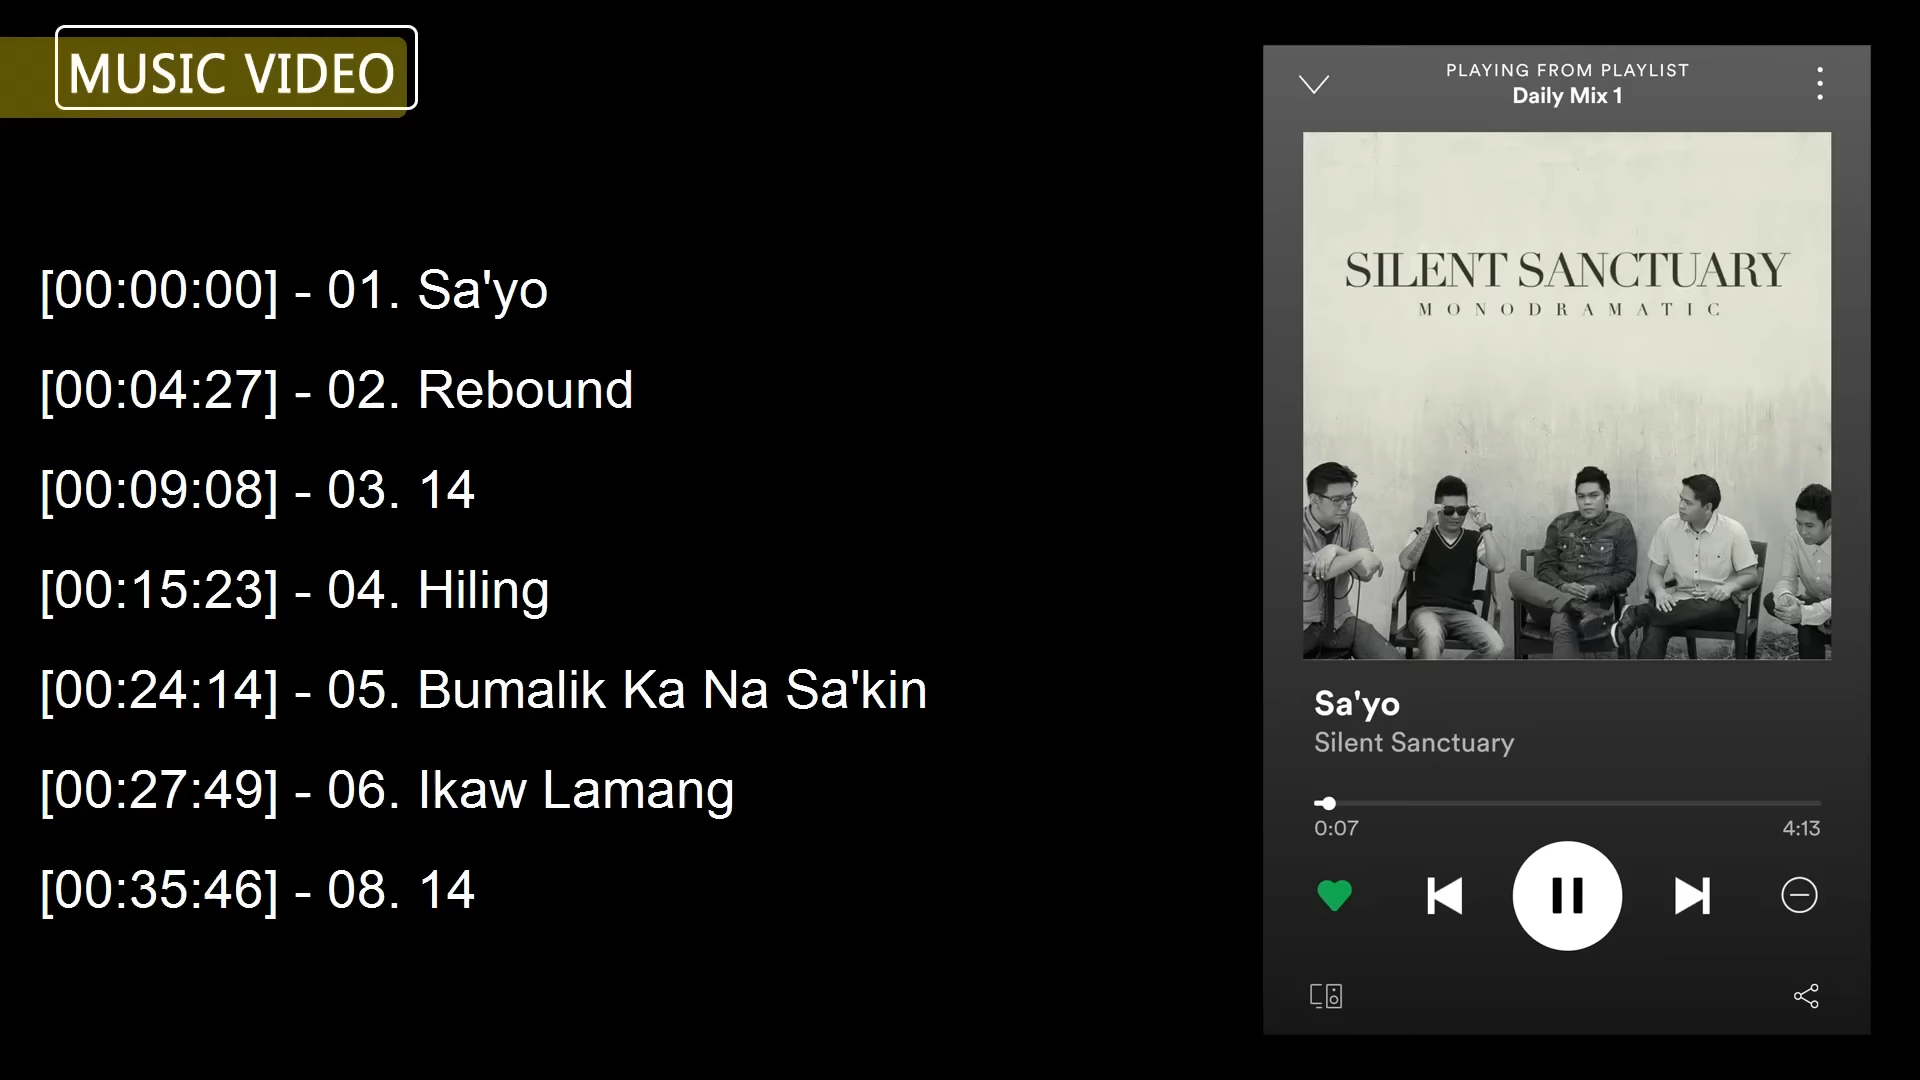 MUSIC VIDEO
[00:00:00] - 01. Sa'yo
[00:04:27] - 02. Rebound
[00:09:08] - 03. 14
[00:15:23] - 04. Hiling
[00:24:14] - 05. Bumalik Ka Na Sa'kin
[00:27:49] - 06. Ikaw Lamang
[00:35:46] - 08. 14
PLAYING FROM PLAYLIST
Daily Mix 1
SILENT SANCTUARY
MONODRAMATIC
Sa'yo
Silent Sanctuary
0:07 4:13